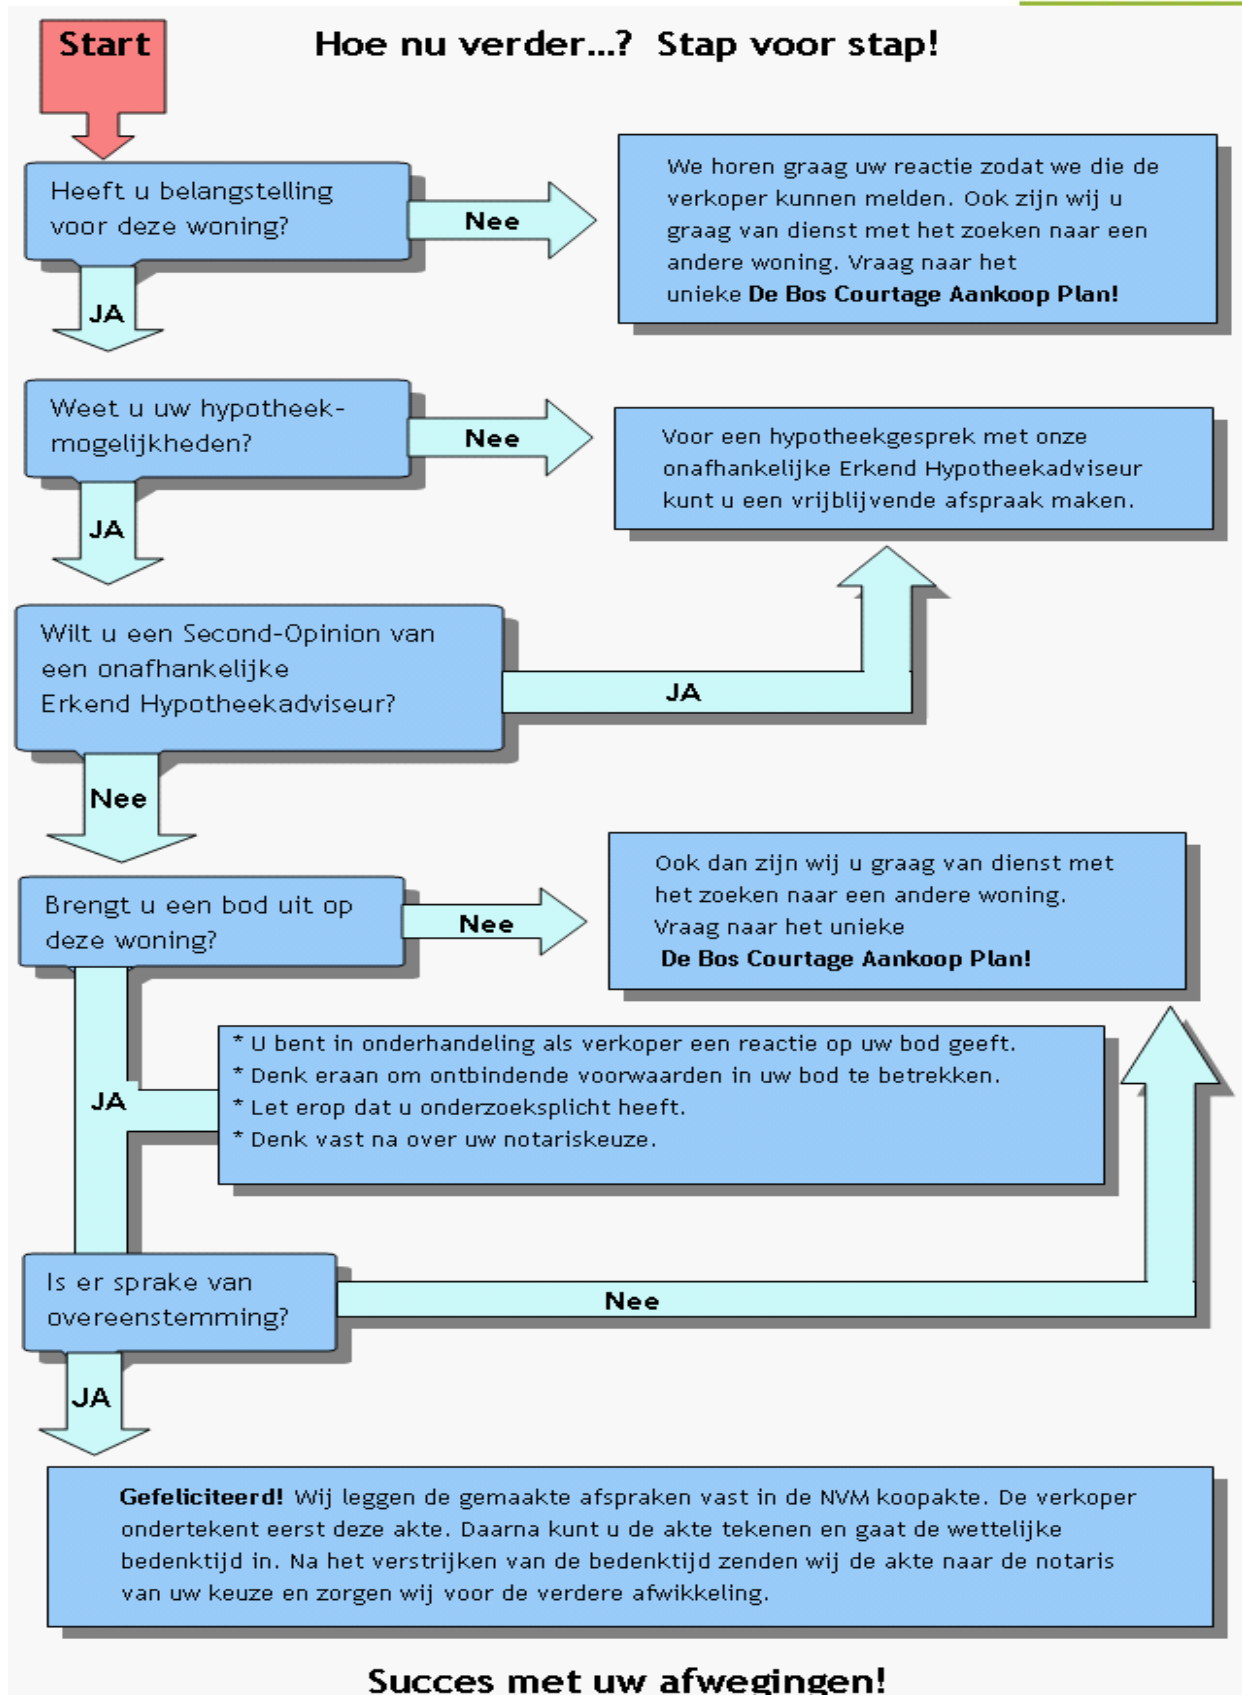 Start
Hoe nu verder...? Stap voor stap!
Heeft u belangstelling
voor deze woning?
Nee
We horen graag uw reactie zodat we die de
verkoper kunnen melden. Ook zijn wij u
graag van dienst met het zoeken naar een
andere woning. Vraag naar het
unieke De Bos Courtage Aankoop Plan!
JA
Weet u uw hypotheek-
mogelijkheden?
Nee
Voor een hypotheekgesprek met onze
onafhankelijke Erkend Hypotheekadviseur
kunt u een vrijblijvende afspraak maken.
JA
Wilt u een Second-Opinion van
een onafhankelijke
Erkend Hypotheekadviseur?
JA
Nee
Brengt u een bod uit op
deze woning?
Nee
Ook dan zijn wij u graag van dienst met
het zoeken naar een andere woning.
Vraag naar het unieke
De Bos Courtage Aankoop Plan!
JA
* U bent in onderhandeling als verkoper een reactie op uw bod geeft.
* Denk eraan om ontbindende voorwaarden in uw bod te betrekken.
* Let erop dat u onderzoeksplicht heeft.
* Denk vast na over uw notariskeuze.
Is er sprake van
overeenstemming?
Nee
JA
Gefeliciteerd! Wij leggen de gemaakte afspraken vast in de NVM koopakte. De verkoper
ondertekent eerst deze akte. Daarna kunt u de akte tekenen en gaat de wettelijke
bedenktijd in. Na het verstrijken van de bedenktijd zenden wij de akte naar de notaris
van uw keuze en zorgen wij voor de verdere afwikkeling.
Succes met uw afwegingen!